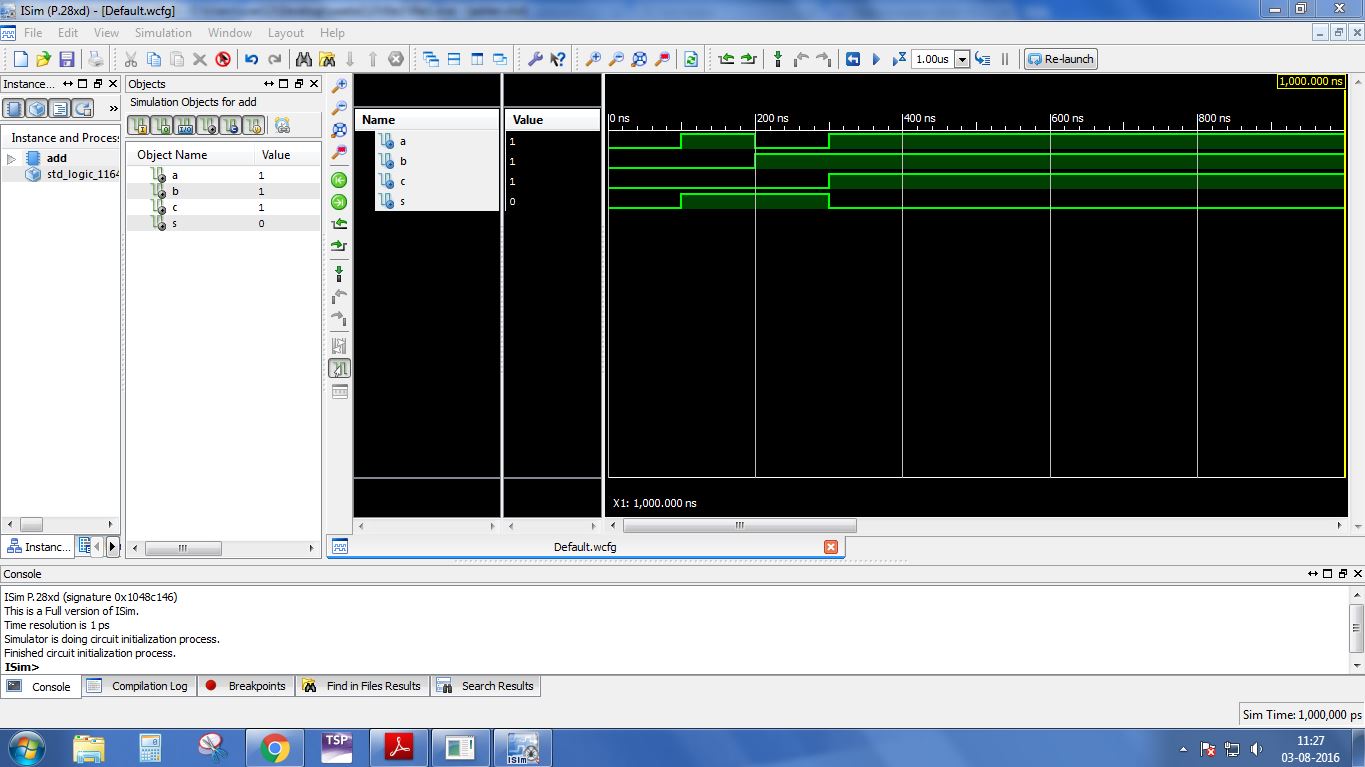 ISim (P.28xd) - [Default.wcfg]
File Edit View Simulation Window Layout Help
1.00us Re-launch
Instance...
Instance and Process
add
std_logic_1164
Instanc...
Objects
Simulation Objects for add
Object Name Value
a 1
b 1
c 1
s 0
Name Value
a 1
b 1
c 1
s 0
1,000.000 ns
0 ns 200 ns 400 ns 600 ns 800 ns
X1: 1,000.000 ns
Default.wcfg
Console
ISim P.28xd (signature 0x1048c146)
This is a Full version of ISim.
Time resolution is 1 ps
Simulator is doing circuit initialization process.
Finished circuit initialization process.
ISim>
Console Compilation Log Breakpoints Find in Files Results Search Results
Sim Time: 1,000,000 ps
TSP ISim
11:27
03-08-2016